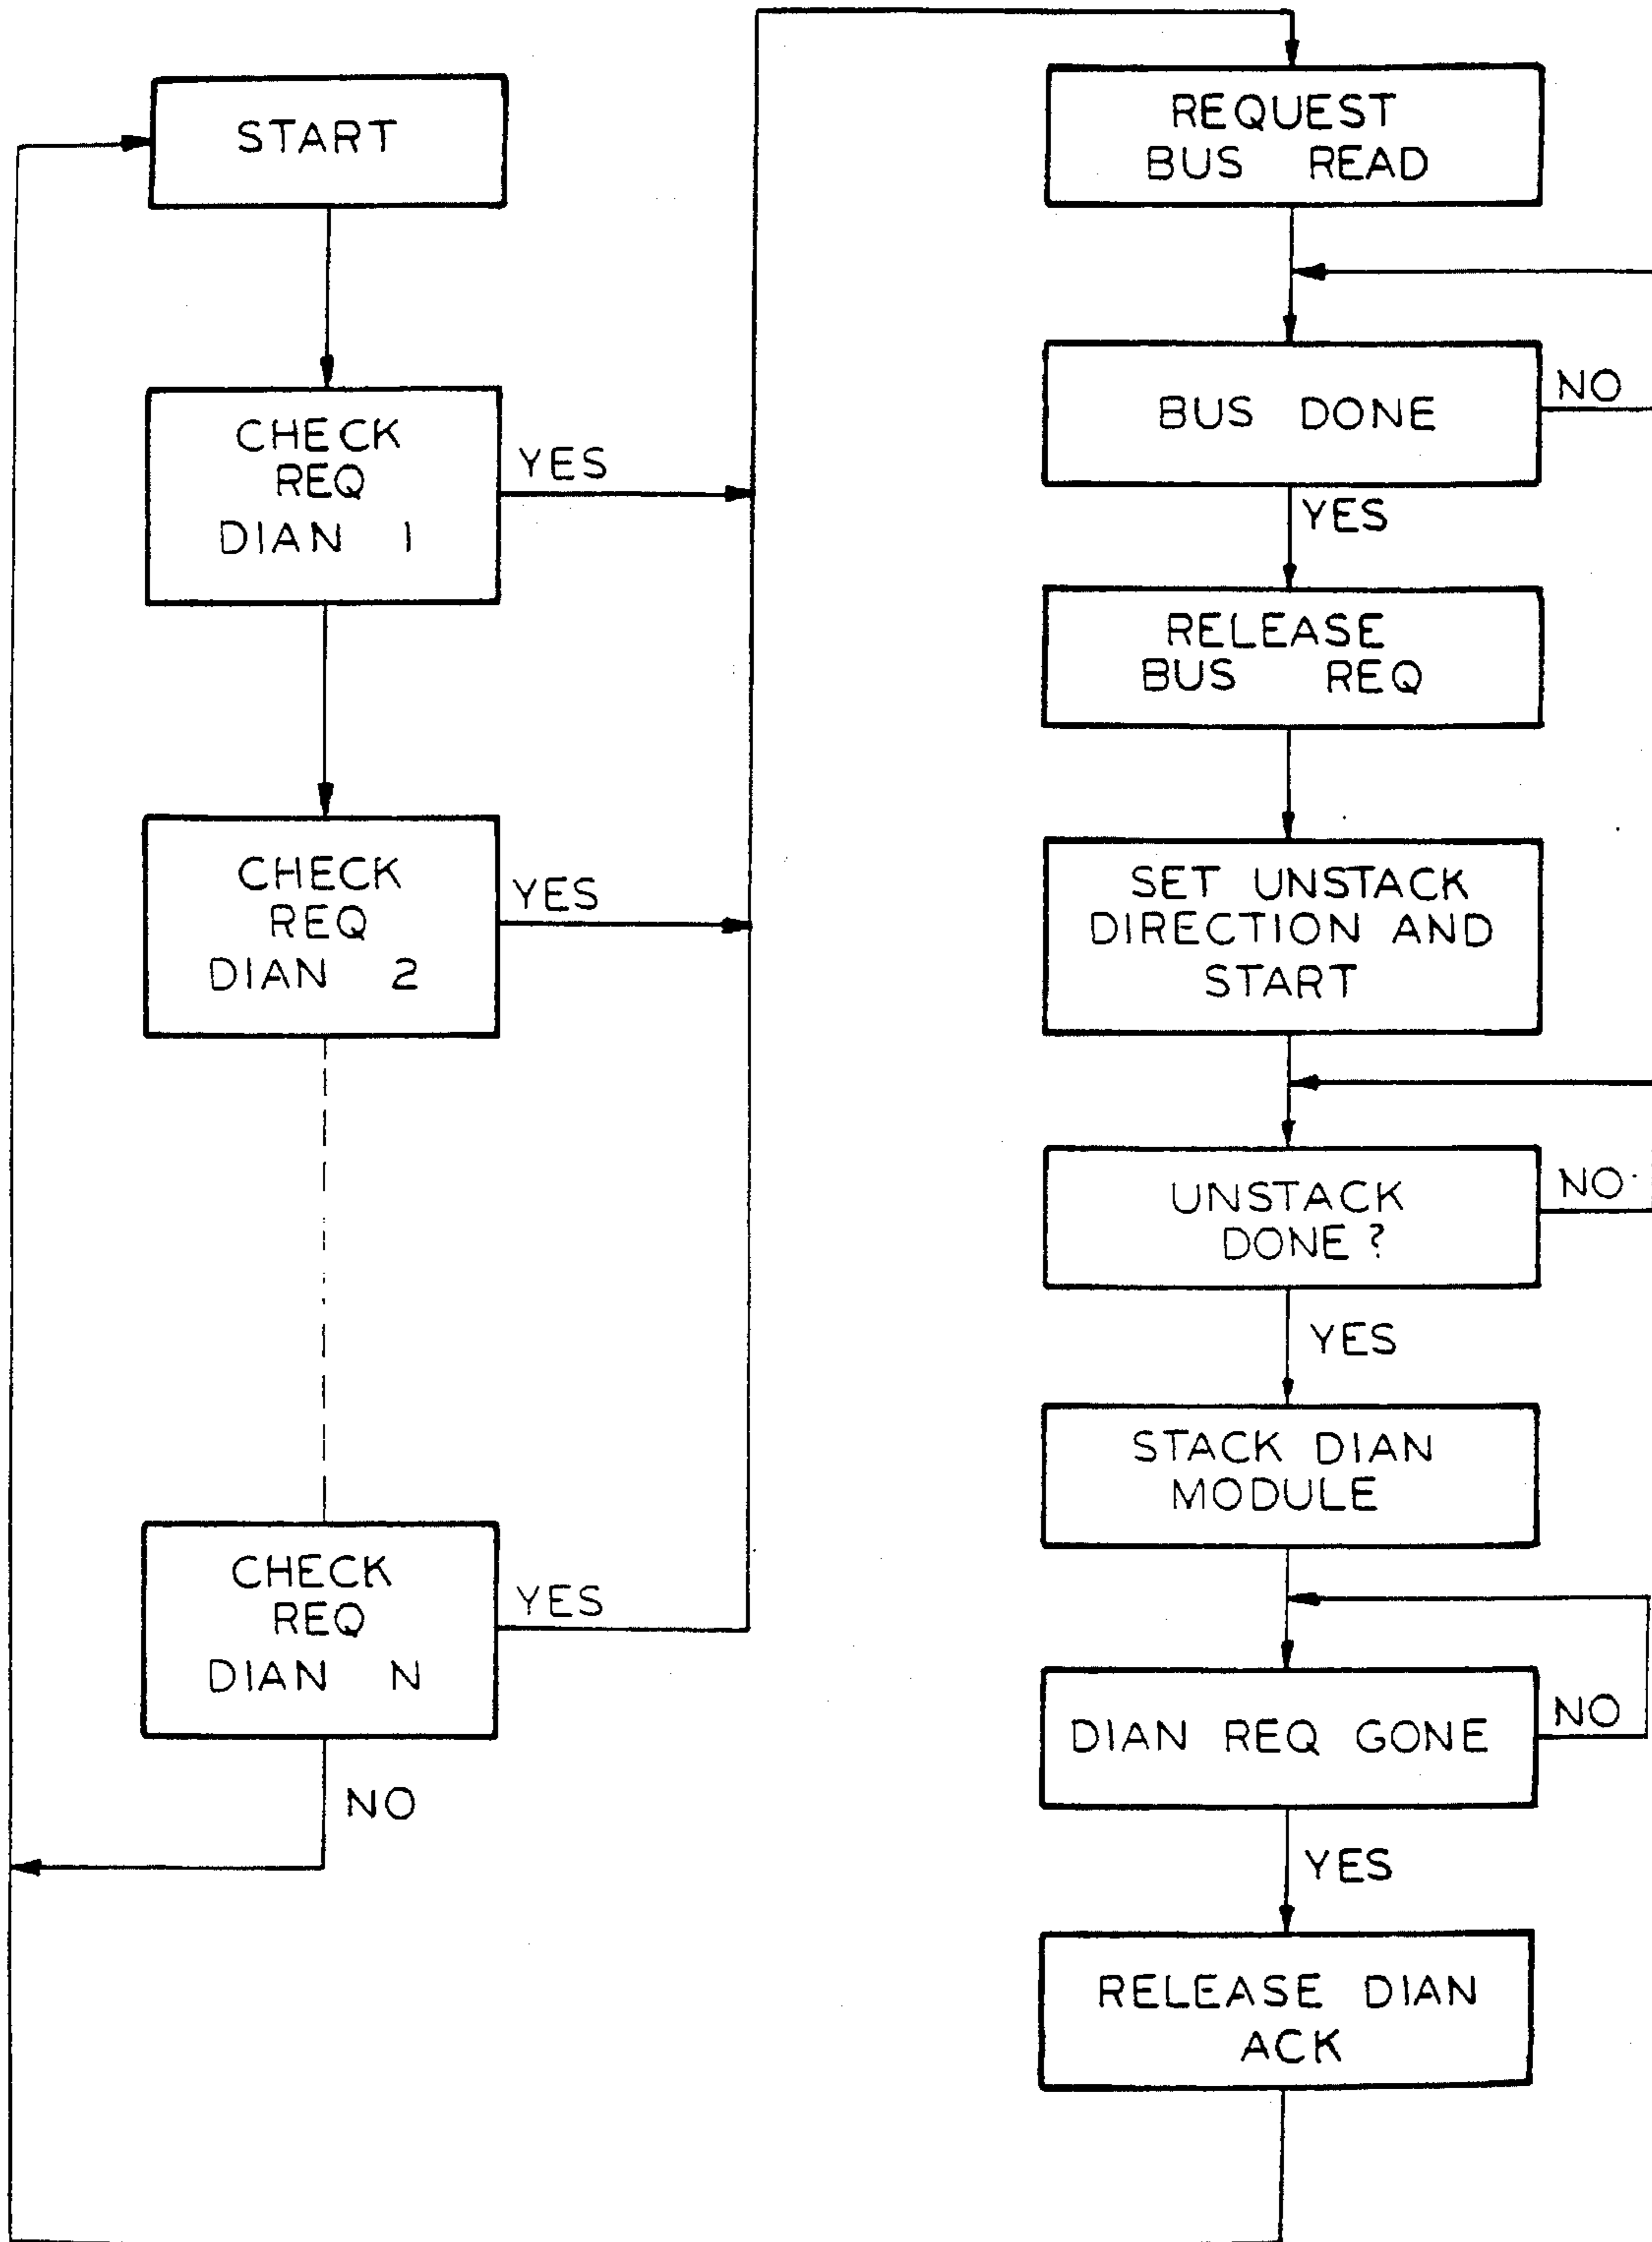 START
CHECK
REQ
DIAN 1
YES
CHECK
REQ
DIAN 2
YES
CHECK
REQ
DIAN N
YES
NO
REQUEST
BUS READ
BUS DONE
NO
YES
RELEASE
BUS REQ
SET UNSTACK
DIRECTION AND
START
UNSTACK
DONE?
NO
YES
STACK DIAN
MODULE
DIAN REQ GONE
NO
YES
RELEASE DIAN
ACK